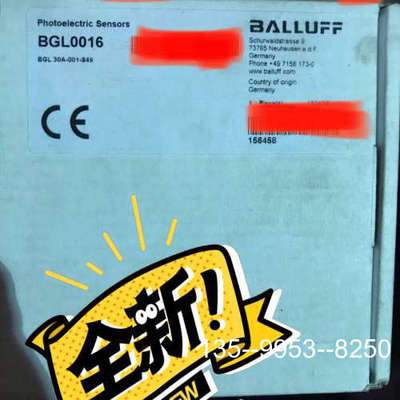 Photoelectric Sensors
BGL0016
BGL 30A-001-S49
CE
BALLUFF
Schurwaldstrasse 9
73765 Neuhausen a.d.F.
Germany
Phone +49 7158 173-0
www.balluff.com
Country of origin
Germany
156458
全新!
135--9953--8250